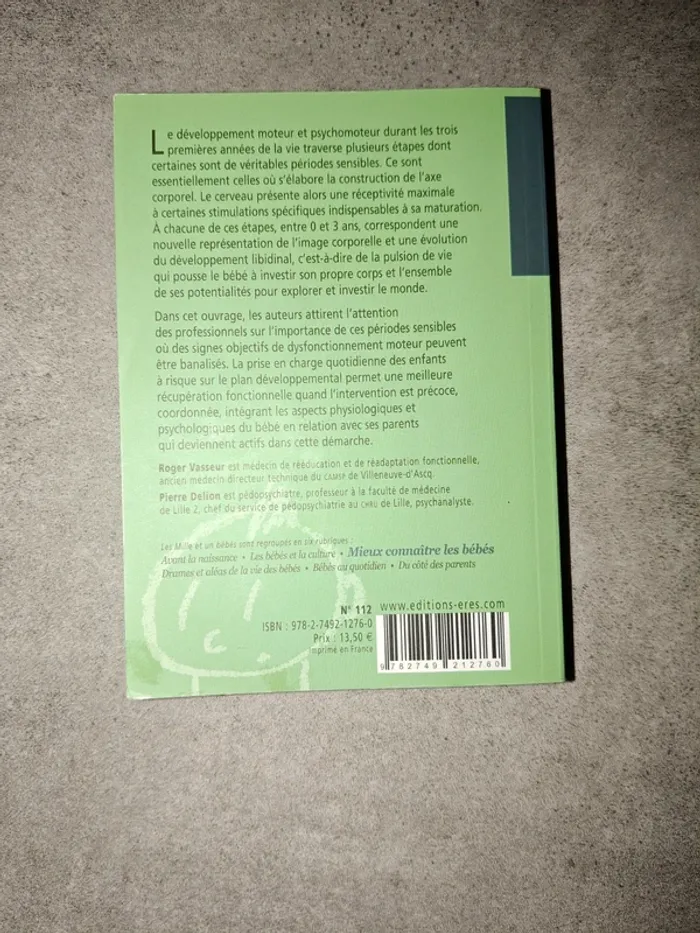 Le développement moteur et psychomoteur durant les trois
premières années de la vie traverse plusieurs étapes dont
certaines sont de véritables périodes sensibles. Ce sont
essentiellement celles où s'élabore la construction de l'axe
corporel. Le cerveau présente alors une réceptivité maximale
à certaines stimulations spécifiques indispensables à sa maturation.
À chacune de ces étapes, entre 0 et 3 ans, correspondent une
nouvelle représentation de l'image corporelle et une évolution
du développement libidinal, c'est-à-dire de la pulsion de vie
qui pousse le bébé à investir son propre corps et l'ensemble
de ses potentialités pour explorer et investir le monde.
Dans cet ouvrage, les auteurs attirent l'attention
des professionnels sur l'importance de ces périodes sensibles
où des signes objectifs de dysfonctionnement moteur peuvent
être banalisés. La prise en charge quotidienne des enfants
à risque sur le plan développemental permet une meilleure
récupération fonctionnelle quand l'intervention est précoce,
coordonnée, intégrant les aspects physiologiques et
psychologiques du bébé en relation avec ses parents
qui deviennent actifs dans cette démarche.
Roger Vasseur est médecin de rééducation et de réadaptation fonctionnelle,
ancien médecin directeur technique du CAMSP de Villeneuve-d'Ascq.
Pierre Delion est pédopsychiatre, professeur à la faculté de médecine
de Lille 2, chef du service de pédopsychiatrie au CHRU de Lille, psychanalyste.
Les Mille et un bébés sont regroupés en six rubriques :
Avant la naissance • Les bébés et la culture • Mieux connaître les bébés
Drames et aléas de la vie des bébés • Bébés au quotidien • Du côté des parents
N° 112 www.editions-eres.com
ISBN : 978-2-7492-1276-0
Prix : 13,50 €
Imprimé en France
9 782749 212760